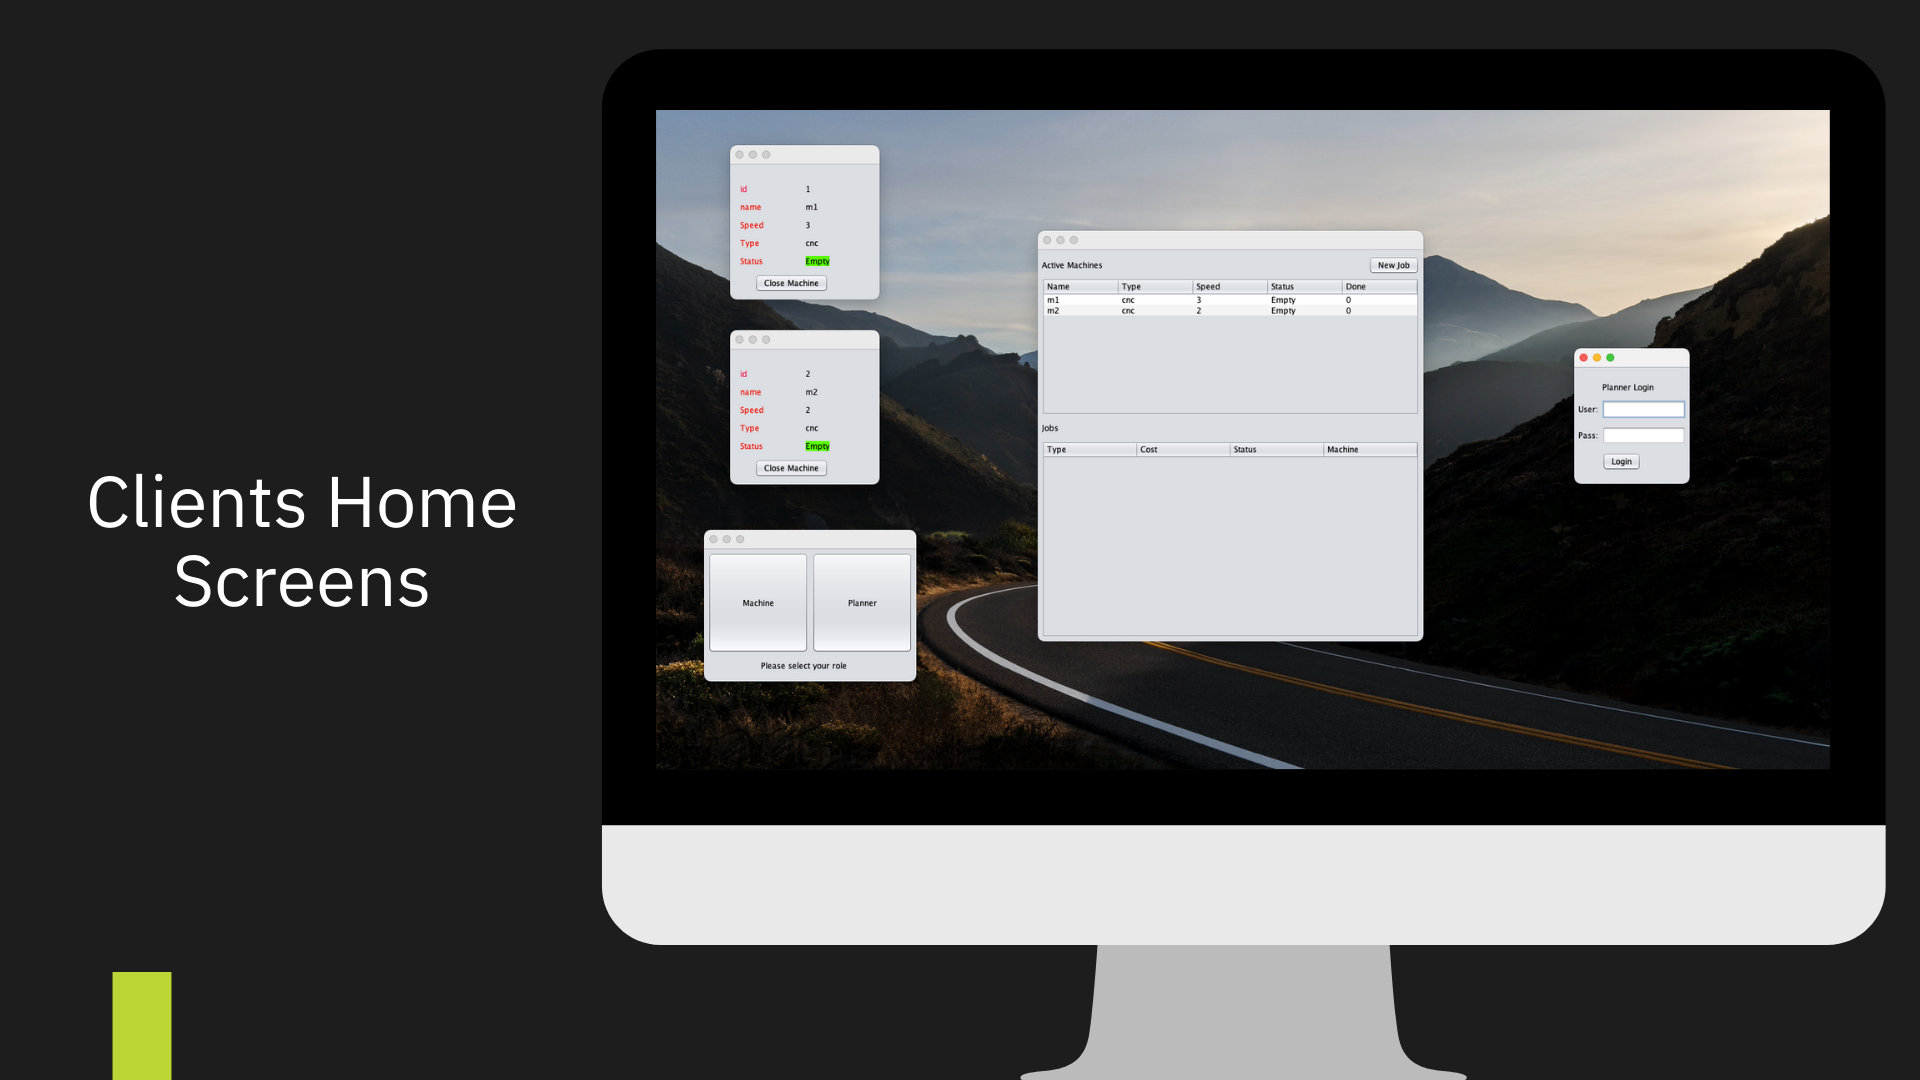 Clients Home
Screens
id 1
name m1
Speed 3
Type cnc
Status Empty
Close Machine
id 2
name m2
Speed 2
Type cnc
Status Empty
Close Machine
Machine Planner
Please select your role
Active Machines New Job
Name Type Speed Status Done
m1 cnc 3 Empty 0
m2 cnc 2 Empty 0
Jobs
Type Cost Status Machine
Planner Login
User:
Pass:
Login